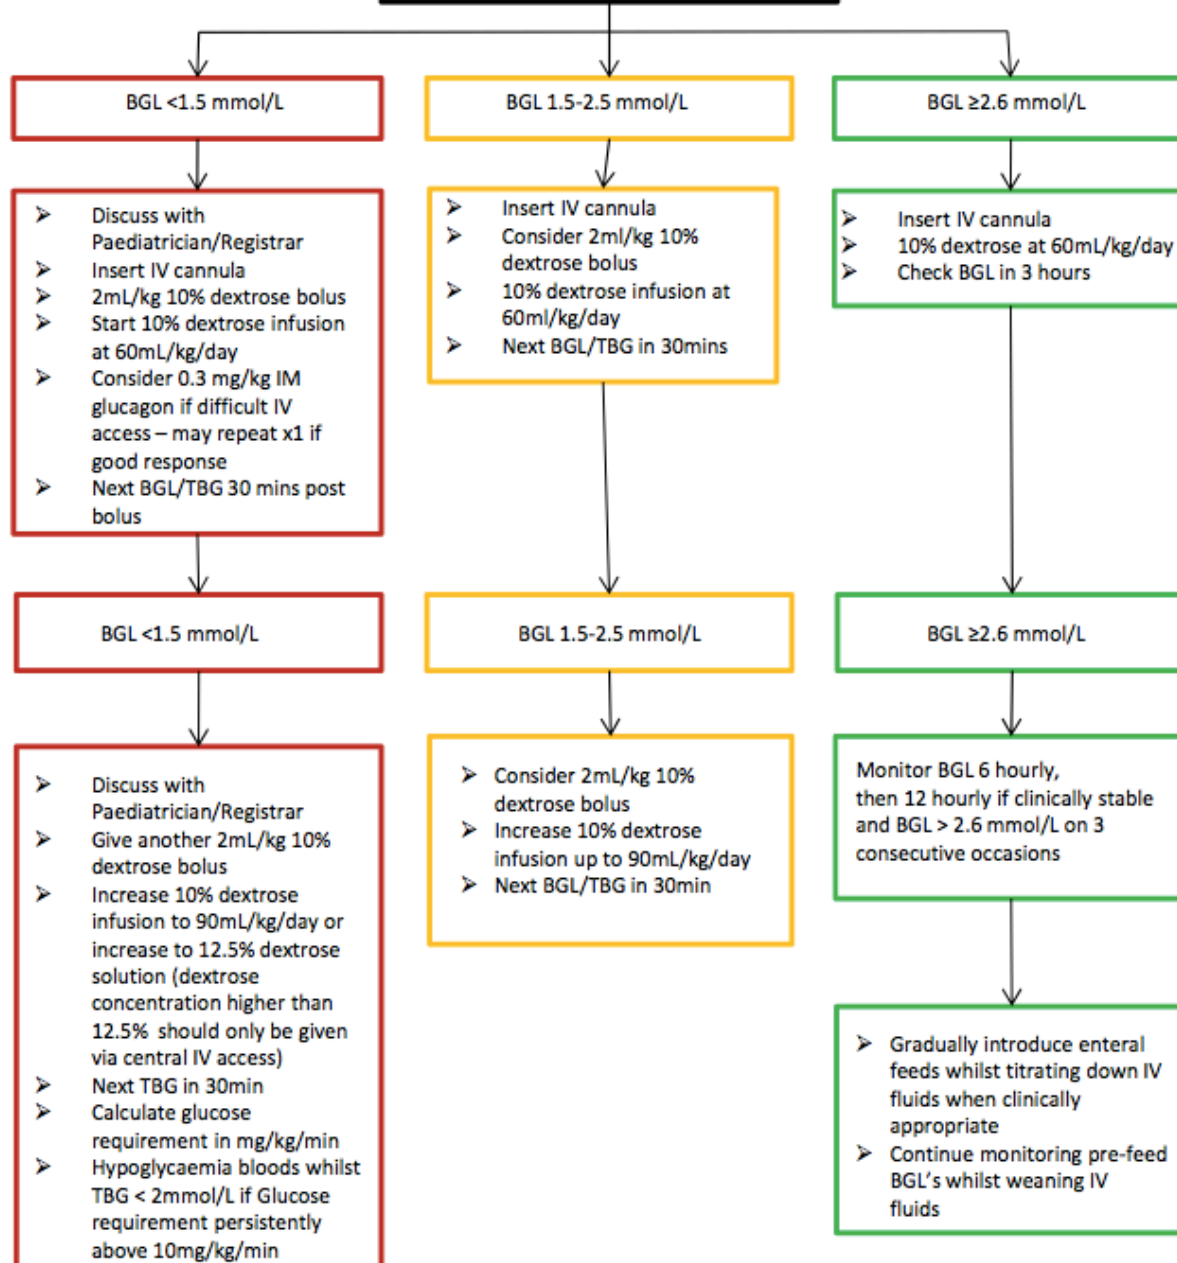 BGL <1.5 mmol/L
BGL 1.5-2.5 mmol/L
BGL ≥2.6 mmol/L
➢ Discuss with
Paediatrician/Registrar
➢ Insert IV cannula
➢ 2mL/kg 10% dextrose bolus
➢ Start 10% dextrose infusion
at 60mL/kg/day
➢ Consider 0.3 mg/kg IM
glucagon if difficult IV
access – may repeat x1 if
good response
➢ Next BGL/TBG 30 mins post
bolus
➢ Insert IV cannula
➢ Consider 2ml/kg 10%
dextrose bolus
➢ 10% dextrose infusion at
60ml/kg/day
➢ Next BGL/TBG in 30mins
➢ Insert IV cannula
➢ 10% dextrose at 60mL/kg/day
➢ Check BGL in 3 hours
BGL <1.5 mmol/L
BGL 1.5-2.5 mmol/L
BGL ≥2.6 mmol/L
➢ Discuss with
Paediatrician/Registrar
➢ Give another 2mL/kg 10%
dextrose bolus
➢ Increase 10% dextrose
infusion to 90mL/kg/day or
increase to 12.5% dextrose
solution (dextrose
concentration higher than
12.5% should only be given
via central IV access)
➢ Next TBG in 30min
➢ Calculate glucose
requirement in mg/kg/min
➢ Hypoglycaemia bloods whilst
TBG < 2mmol/L if Glucose
requirement persistently
above 10mg/kg/min
➢ Consider 2mL/kg 10%
dextrose bolus
➢ Increase 10% dextrose
infusion up to 90mL/kg/day
➢ Next BGL/TBG in 30min
Monitor BGL 6 hourly,
then 12 hourly if clinically stable
and BGL > 2.6 mmol/L on 3
consecutive occasions
➢ Gradually introduce enteral
feeds whilst titrating down IV
fluids when clinically
appropriate
➢ Continue monitoring pre-feed
BGL's whilst weaning IV
fluids